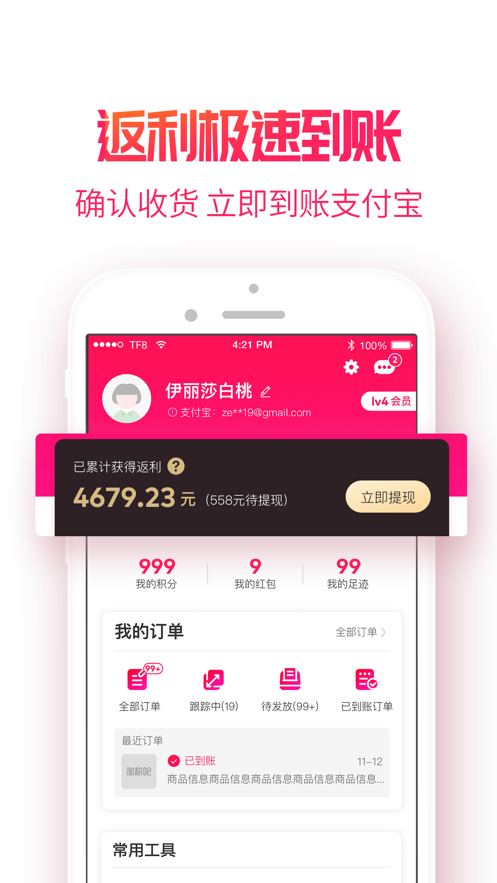 返利极速到账
确认收货 立即到账支付宝
TF8 4:21 PM 100%
2
伊丽莎白桃
支付宝：ze**19@gmail.com
lv4 会员
已累计获得返利 ?
4679.23 元（558元待提现）
立即提现
999 9 99
我的积分 我的红包 我的足迹
我的订单 全部订单
99+
全部订单 跟踪中(19) 待发放(99+) 已到账订单
最近订单
淘粉吧
已到账 11-12
商品信息商品信息商品信息商品信息商品信息...
常用工具